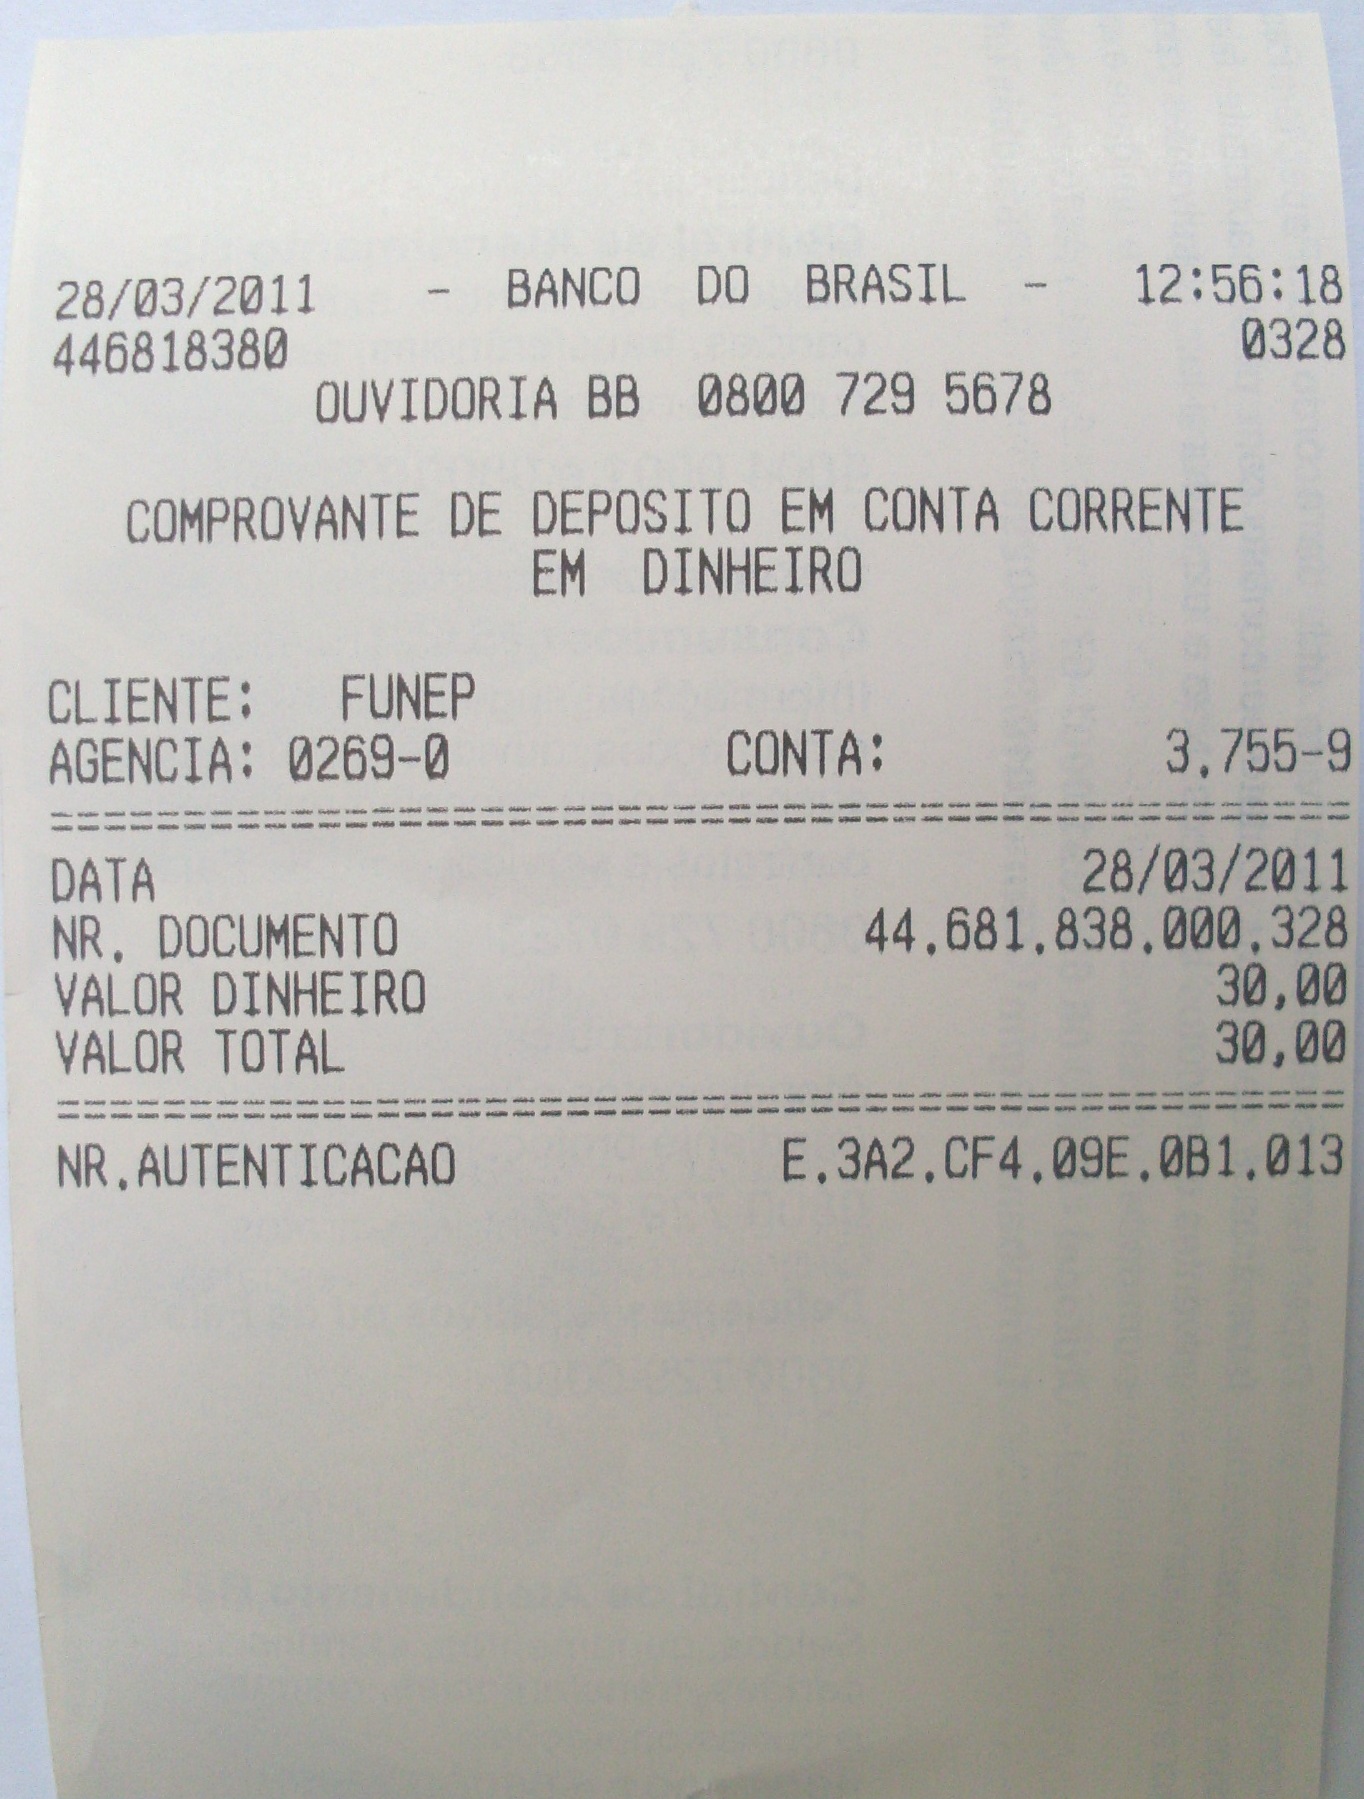 28/03/2011 - BANCO DO BRASIL - 12:56:18
446818380 0328
OUVIDORIA BB 0800 729 5678
COMPROVANTE DE DEPOSITO EM CONTA CORRENTE
EM DINHEIRO
CLIENTE: FUNEP
AGENCIA: 0269-0 CONTA: 3.755-9
================================================
DATA 28/03/2011
NR. DOCUMENTO 44.681.838.000.328
VALOR DINHEIRO 30,00
VALOR TOTAL 30,00
================================================
NR.AUTENTICACAO E.3A2.CF4.09E.0B1.013